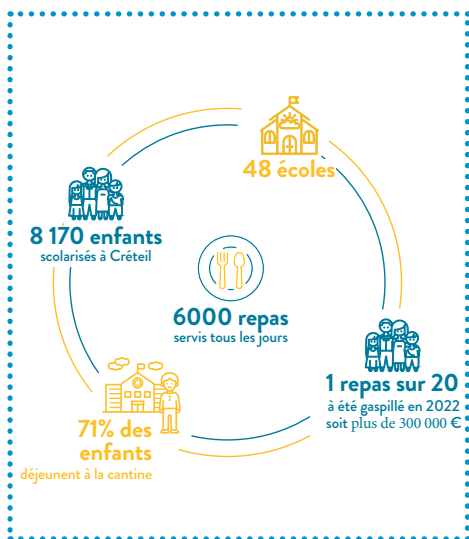 48 écoles
8 170 enfants
scolarisés à Créteil
6000 repas
servis tous les jours
1 repas sur 20
à été gaspillé en 2022
soit plus de 300 000 €
71% des
enfants
déjeunent à la cantine